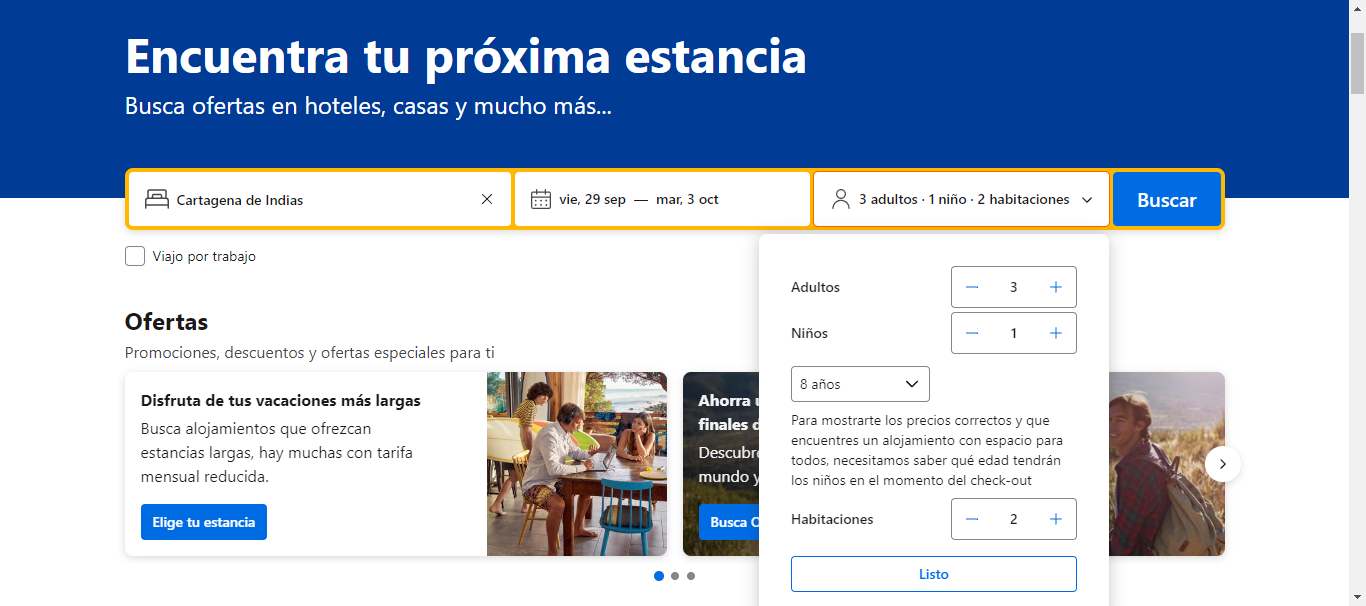 Encuentra tu próxima estancia
Busca ofertas en hoteles, casas y mucho más...
Cartagena de Indias
vie, 29 sep — mar, 3 oct
3 adultos · 1 niño · 2 habitaciones
Buscar
Viajo por trabajo
Adultos
3
Niños
1
8 años
Para mostrarte los precios correctos y que
encuentres un alojamiento con espacio para
todos, necesitamos saber qué edad tendrán
los niños en el momento del check-out
Habitaciones
2
Listo
Ofertas
Promociones, descuentos y ofertas especiales para ti
Disfruta de tus vacaciones más largas
Busca alojamientos que ofrezcan
estancias largas, hay muchas con tarifa
mensual reducida.
Elige tu estancia
Ahorra
finales
Descubre
mundo y
Busca